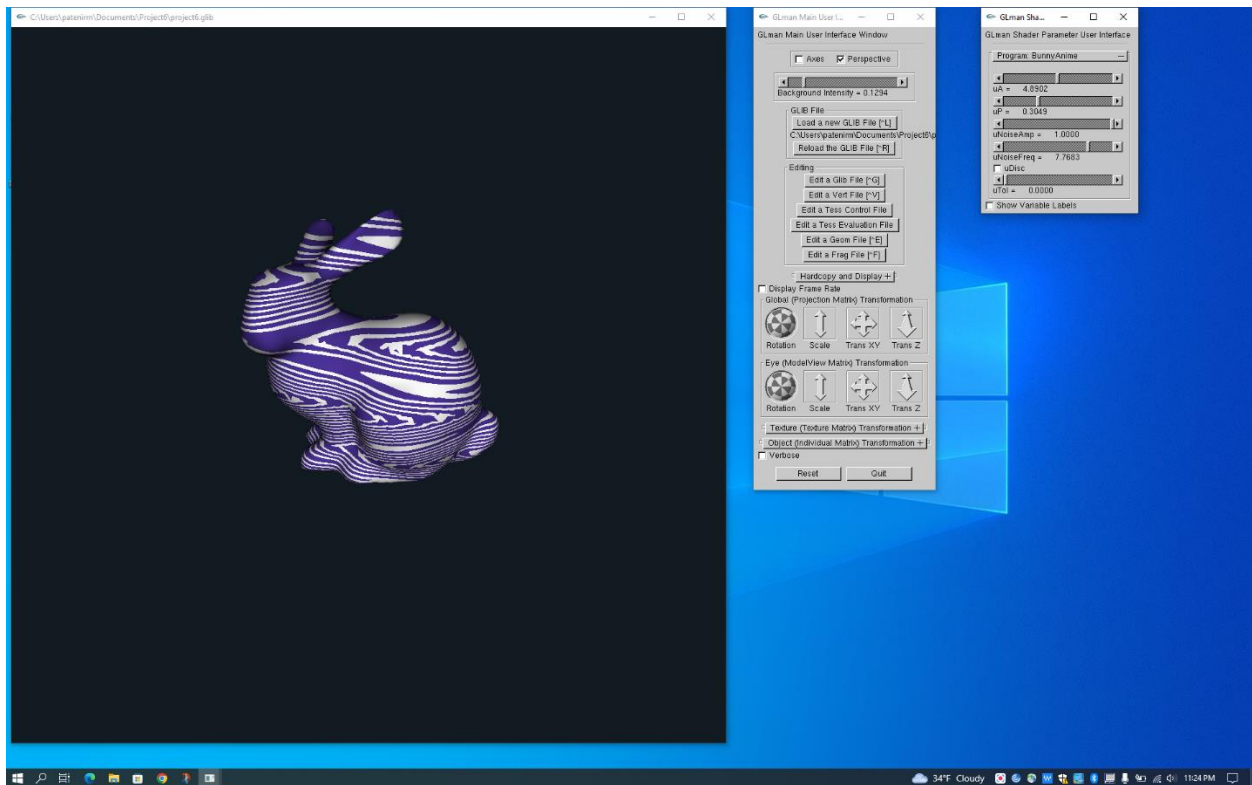 C:\Users\patenirm\Documents\Project6\project6.glib
GLman Main User I...
GLman Main User Interface Window
Axes
Perspective
Background Intensity = 0.1294
GLIB File
Load a new GLIB File [^L]
C:\Users\patenirm\Documents\Project6\p
Reload the GLIB File [^R]
Editing
Edit a Glib File [^G]
Edit a Vert File [^V]
Edit a Tess Control File
Edit a Tess Evaluation File
Edit a Geom File [^E]
Edit a Frag File [^F]
Hardcopy and Display +
Display Frame Rate
Global (Projection Matrix) Transformation
Rotation Scale Trans XY Trans Z
Eye (ModelView Matrix) Transformation
Rotation Scale Trans XY Trans Z
Texture (Texture Matrix) Transformation +
Object (Individual Matrix) Transformation +
Verbose
Reset Quit
GLman Sha...
GLman Shader Parameter User Interface
Program: BunnyAnime
uA = 4.8902
uP = 0.3049
uNoiseAmp = 1.0000
uNoiseFreq = 7.7683
uDisc
uTol = 0.0000
Show Variable Labels
34°F Cloudy
11:24 PM